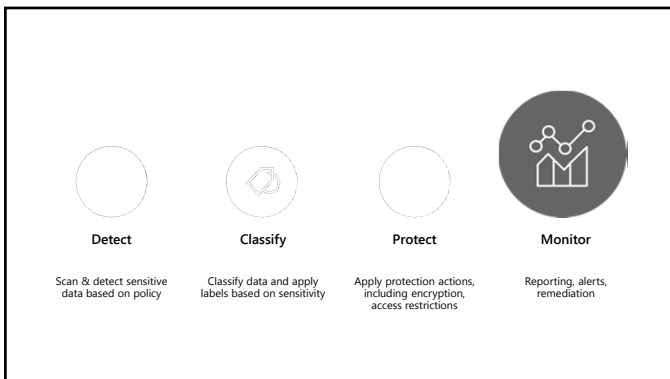 Detect
Classify
Protect
Monitor
Scan & detect sensitive
data based on policy
Classify data and apply
labels based on sensitivity
Apply protection actions,
including encryption,
access restrictions
Reporting, alerts,
remediation